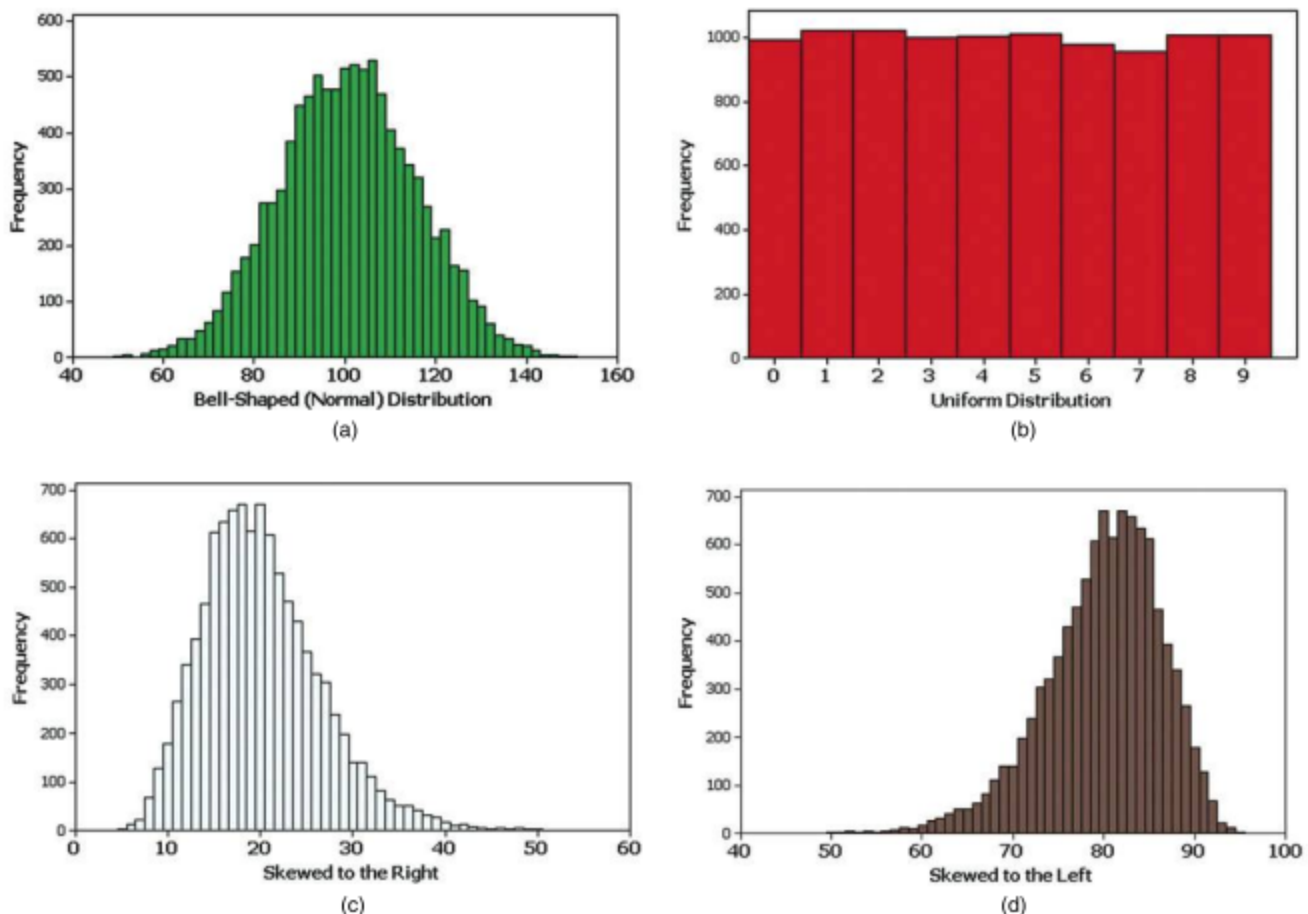 600
500
400
300
200
100
0
Frequency
40 60 80 100 120 140 160
Bell-Shaped (Normal) Distribution
(a)
1000
800
600
400
200
0
Frequency
0 1 2 3 4 5 6 7 8 9
Uniform Distribution
(b)
700
600
500
400
300
200
100
0
Frequency
0 10 20 30 40 50 60
Skewed to the Right
(c)
700
600
500
400
300
200
100
0
Frequency
40 50 60 70 80 90 100
Skewed to the Left
(d)